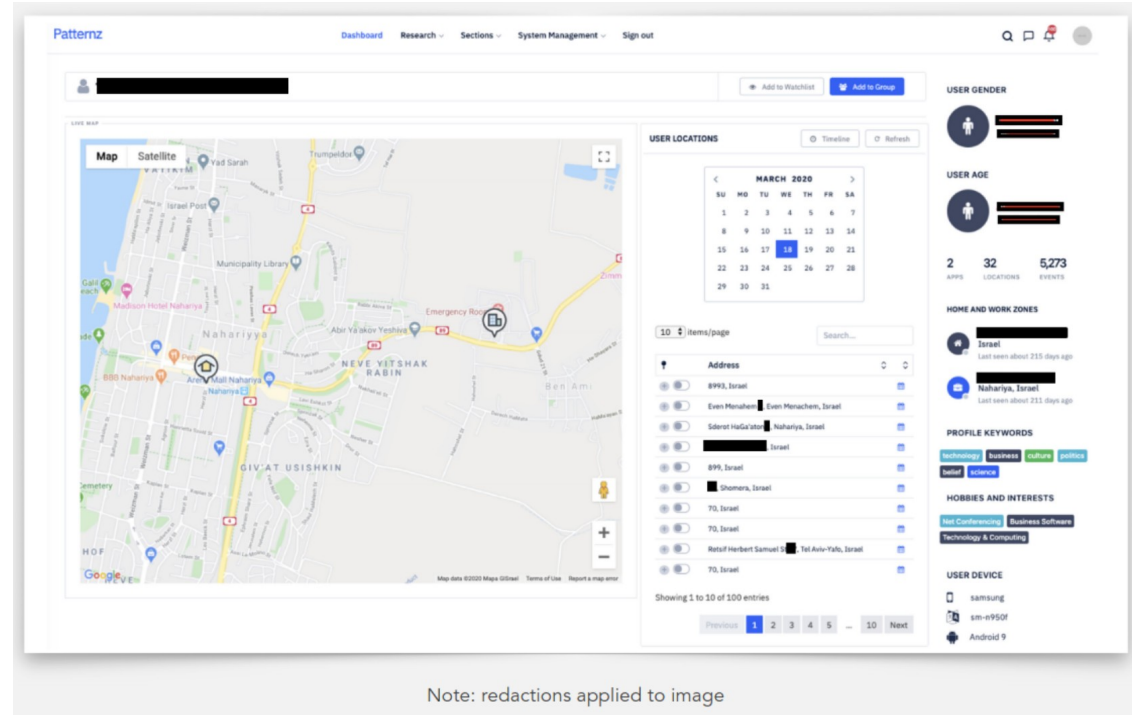 Patternz
Dashboard Research Sections System Management Sign out
Add to Watchlist Add to Group
LIVE MAP
Map Satellite
Yad Sarah
Trumpeldor
Israel Post
Municipality Library
Madison Hotel Nahariya
Nahariyya
Abir Ya'akov Yeshive
Emergency Room
NEVE YITSHAK
RABIN
Ben Ami
BBB Nahariya
Arena Mall Nahariya
Nahariya
GIV'AT USISHKIN
HOF
Google
Map data ©2020 Mapa GISrael Terms of Use Report a map error
USER LOCATIONS
Timeline Refresh
MARCH 2020
SU MO TU WE TH FR SA
1 2 3 4 5 6 7
8 9 10 11 12 13 14
15 16 17 18 19 20 21
22 23 24 25 26 27 28
29 30 31
10 items/page Search...
Address
8993, Israel
Even Menahem , Even Menachem, Israel
Sderot HaGa'aton , Nahariya, Israel
, Israel
899, Israel
, Shomera, Israel
70, Israel
70, Israel
Retsif Herbert Samuel , Tel Aviv-Yafo, Israel
70, Israel
Showing 1 to 10 of 100 entries
Previous 1 2 3 4 5 ... 10 Next
USER GENDER
USER AGE
2 32 5,273
APPS LOCATIONS EVENTS
HOME AND WORK ZONES
Israel
Last seen about 215 days ago
Nahariya, Israel
Last seen about 211 days ago
PROFILE KEYWORDS
technology business culture politics
belief science
HOBBIES AND INTERESTS
Net Conferencing Business Software
Technology & Computing
USER DEVICE
samsung
sm-n950f
Android 9
Note: redactions applied to image